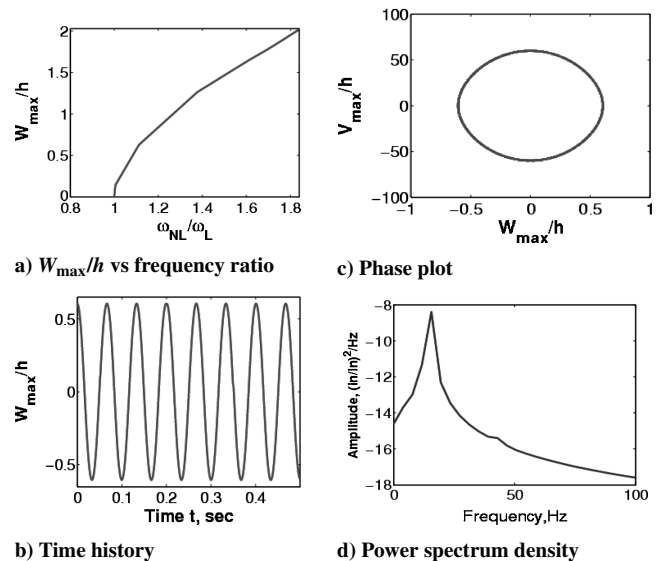 2
1.5
1
0.5
0
W_max/h
0.8 1 1.2 1.4 1.6 1.8
ω_NL/ω_L
a) W_max/h vs frequency ratio
100
50
0
-50
-100
V_max/h
-1 -0.5 0 0.5 1
W_max/h
c) Phase plot
0.5
0
-0.5
W_max/h
0 0.1 0.2 0.3 0.4
Time t, sec
b) Time history
-8
-10
-12
-14
-16
-18
Amplitude, (In/In)²/Hz
0 50 100
Frequency,Hz
d) Power spectrum density